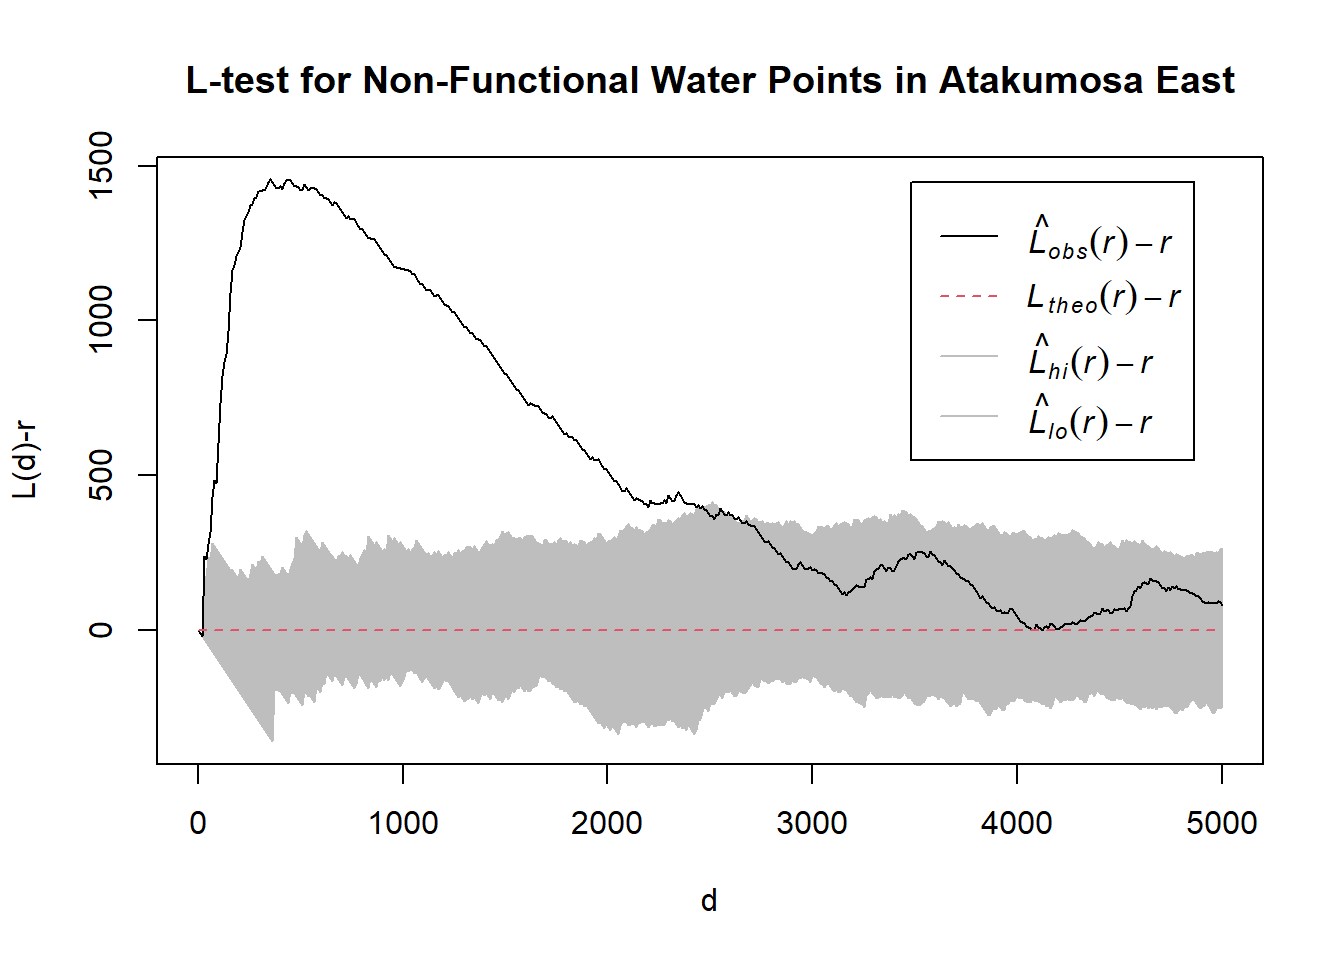 L-test for Non-Functional Water Points in Atakumosa East
L(d)-r
1500
1000
500
0
L̂obs(r) − r
Ltheo(r) − r
L̂hi(r) − r
L̂lo(r) − r
0 1000 2000 3000 4000 5000
d